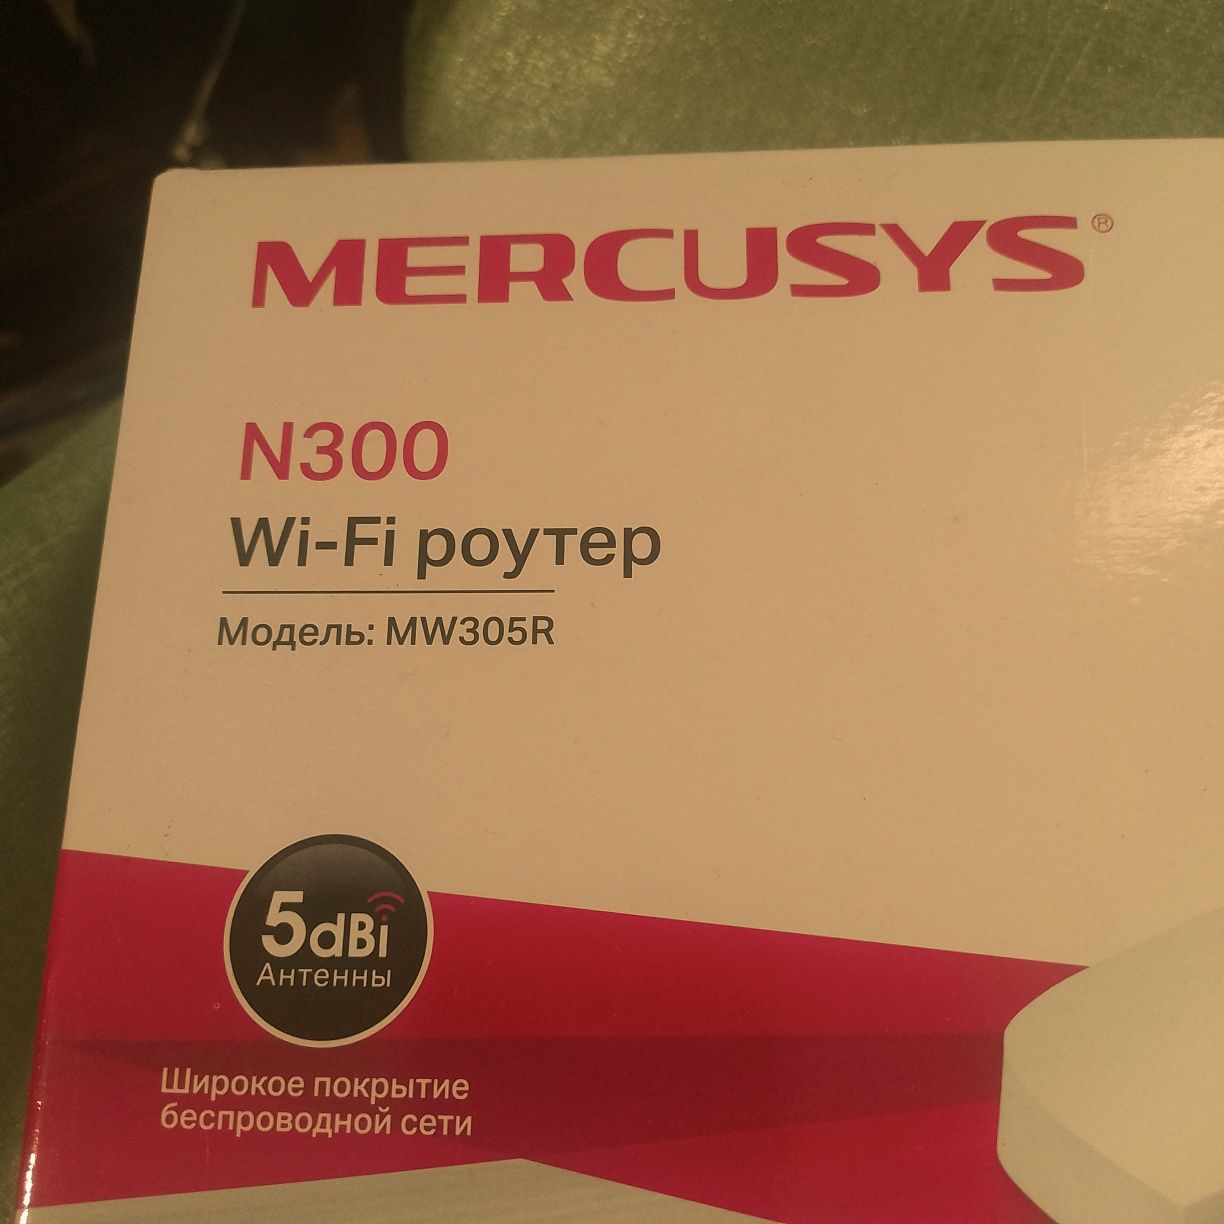 MERCUSYS®
N300
Wi-Fi роутер
Модель: MW305R
5dBi
Антенны
Широкое покрытие
беспроводной сети